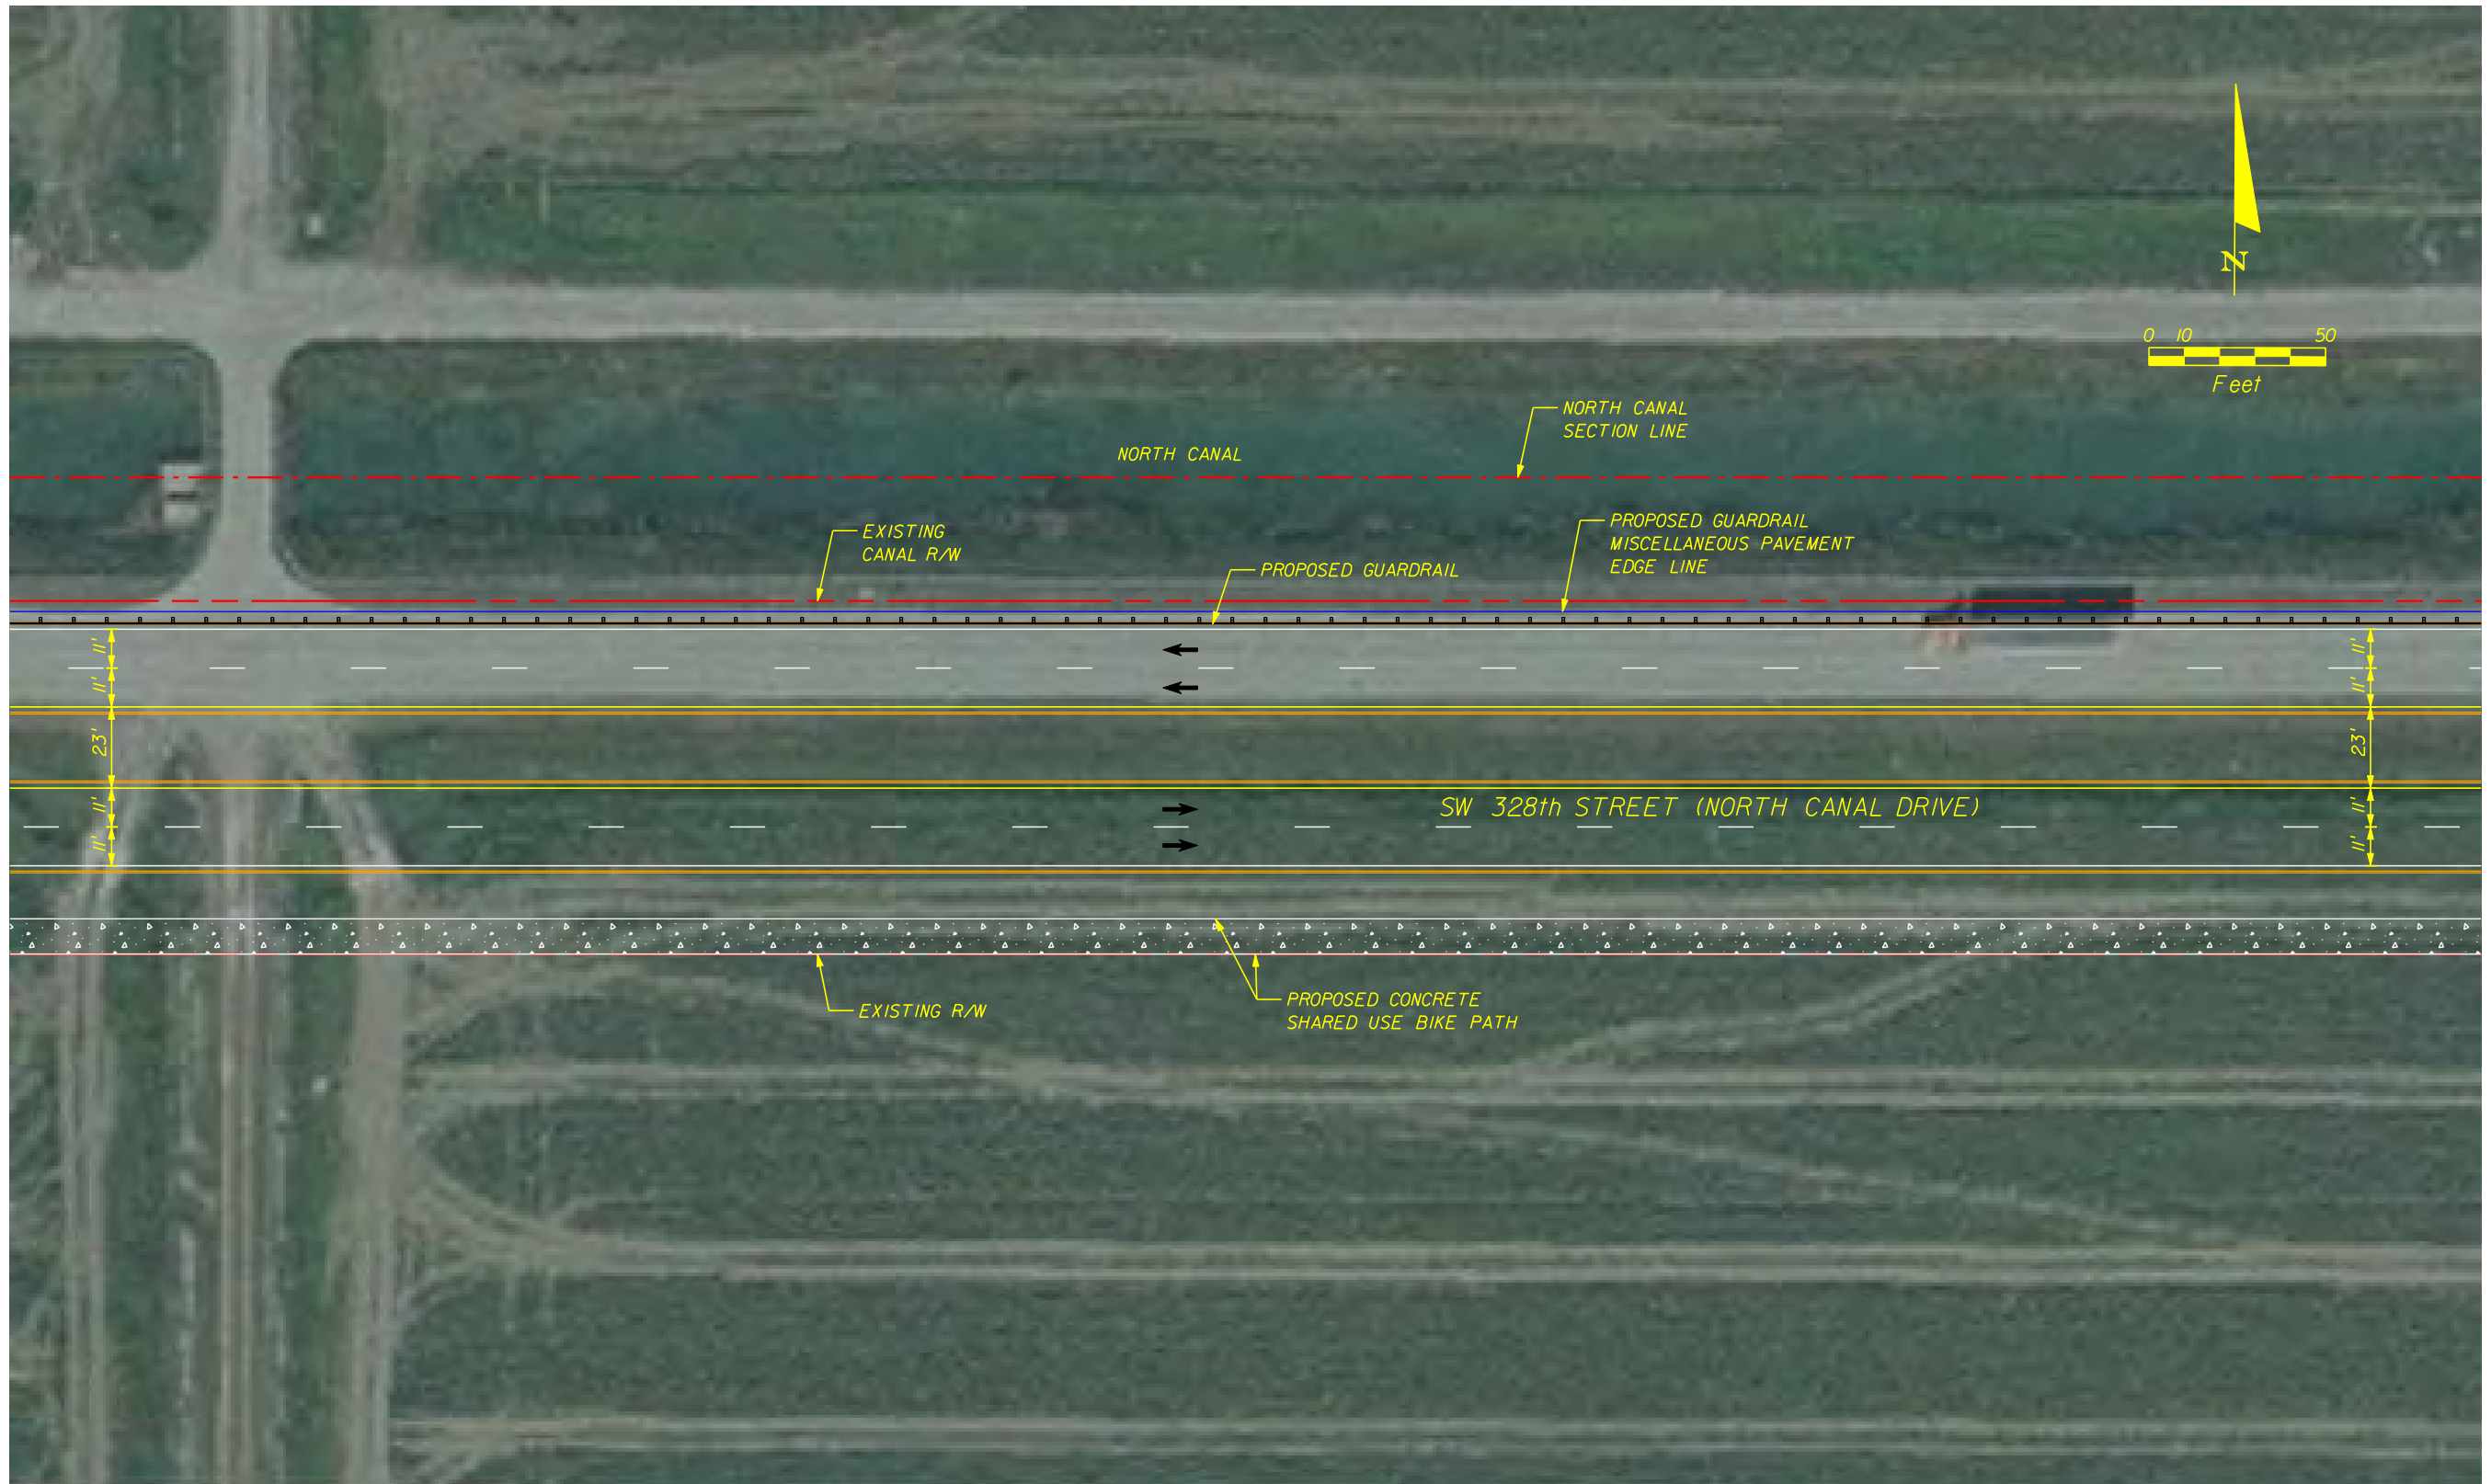 N
0 10 50
Feet
NORTH CANAL
SECTION LINE
NORTH CANAL
EXISTING
CANAL R/W
PROPOSED GUARDRAIL
MISCELLANEOUS PAVEMENT
EDGE LINE
PROPOSED GUARDRAIL
11'
11'
23'
11'
11'
11'
11'
23'
11'
11'
SW 328th STREET (NORTH CANAL DRIVE)
EXISTING R/W
PROPOSED CONCRETE
SHARED USE BIKE PATH